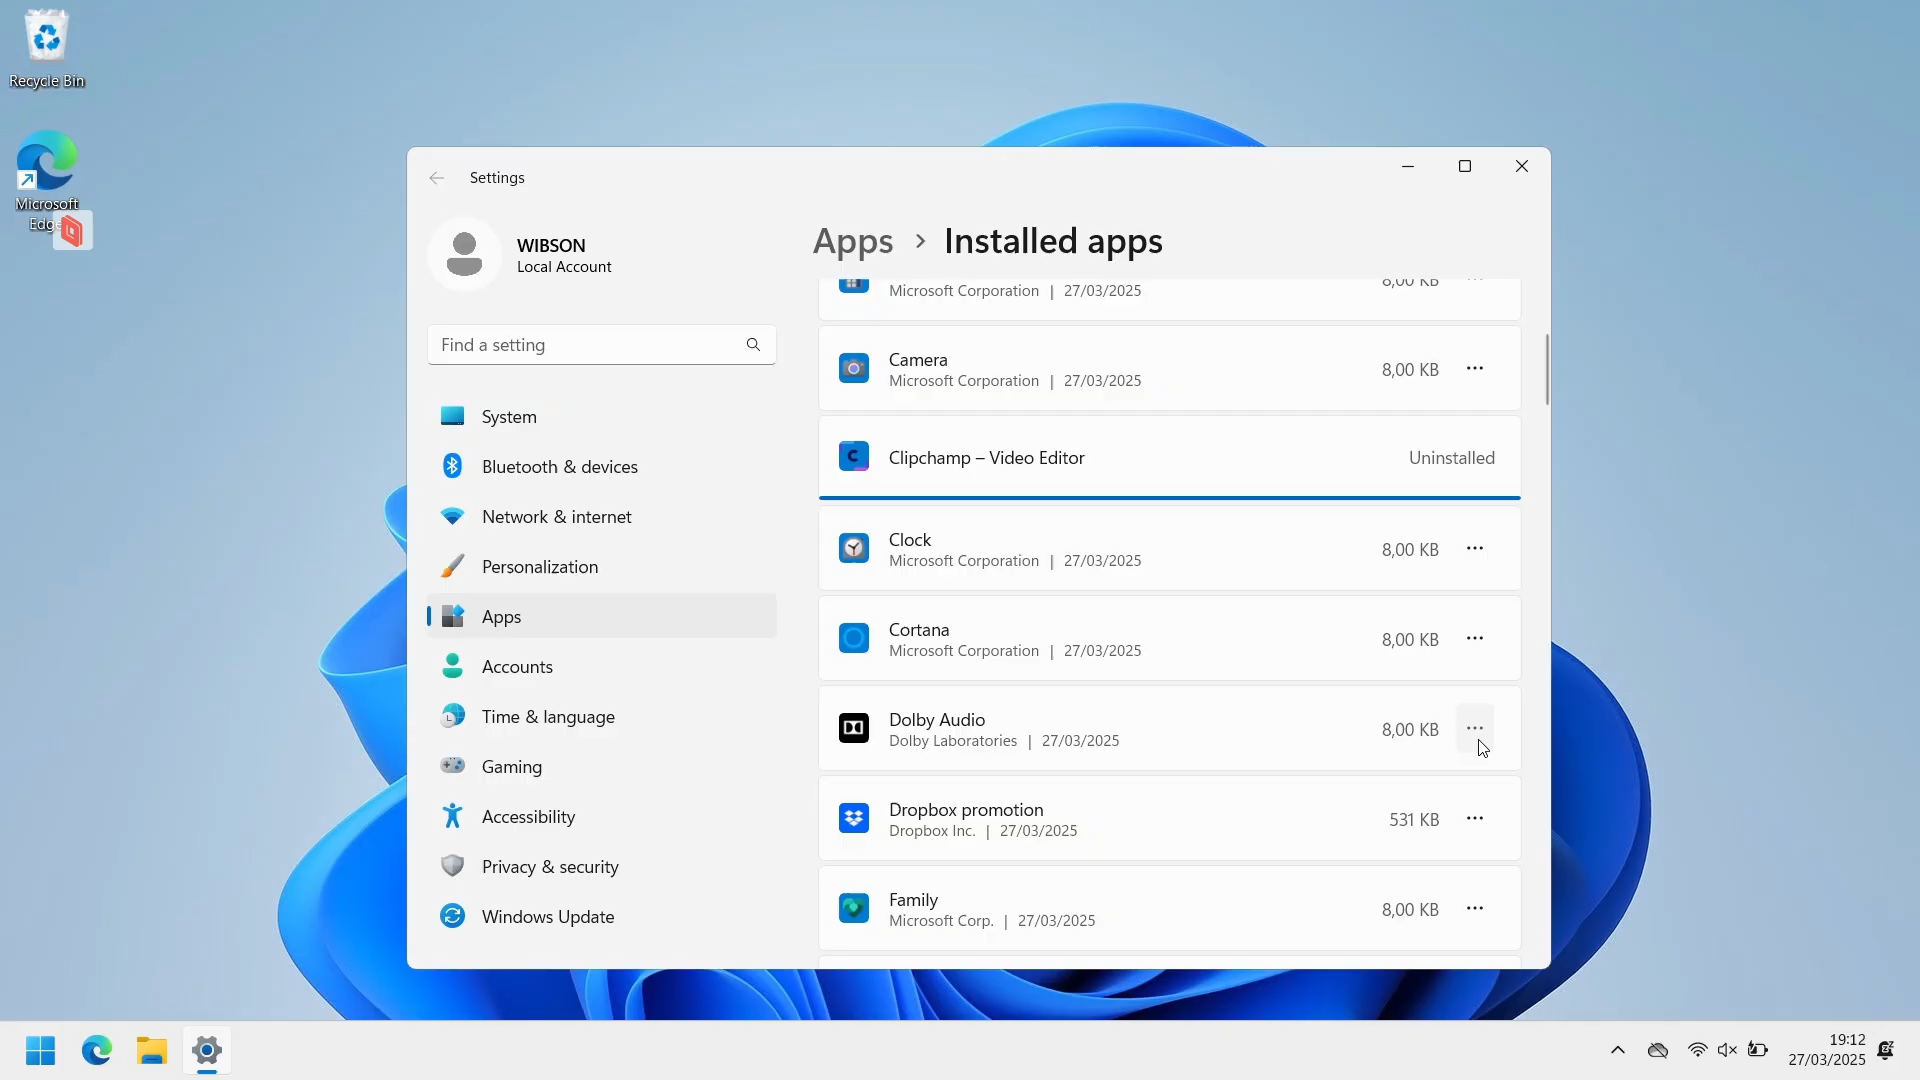 Recycle Bin
Microsoft
Edge
Settings
WIBSON
Local Account
Find a setting
System
Bluetooth & devices
Network & internet
Personalization
Apps
Accounts
Time & language
Gaming
Accessibility
Privacy & security
Windows Update
Apps > Installed apps
Microsoft Corporation | 27/03/2025
8,00 KB
Camera
Microsoft Corporation | 27/03/2025
8,00 KB
Clipchamp – Video Editor
Uninstalled
Clock
Microsoft Corporation | 27/03/2025
8,00 KB
Cortana
Microsoft Corporation | 27/03/2025
8,00 KB
Dolby Audio
Dolby Laboratories | 27/03/2025
8,00 KB
Dropbox promotion
Dropbox Inc. | 27/03/2025
531 KB
Family
Microsoft Corp. | 27/03/2025
8,00 KB
19:12
27/03/2025